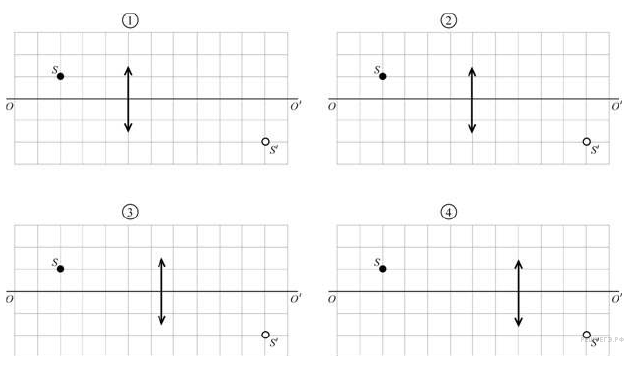 ① ②
S S
O O' O O'
S' S'
③ ④
S S
O O' O O'
S' S'